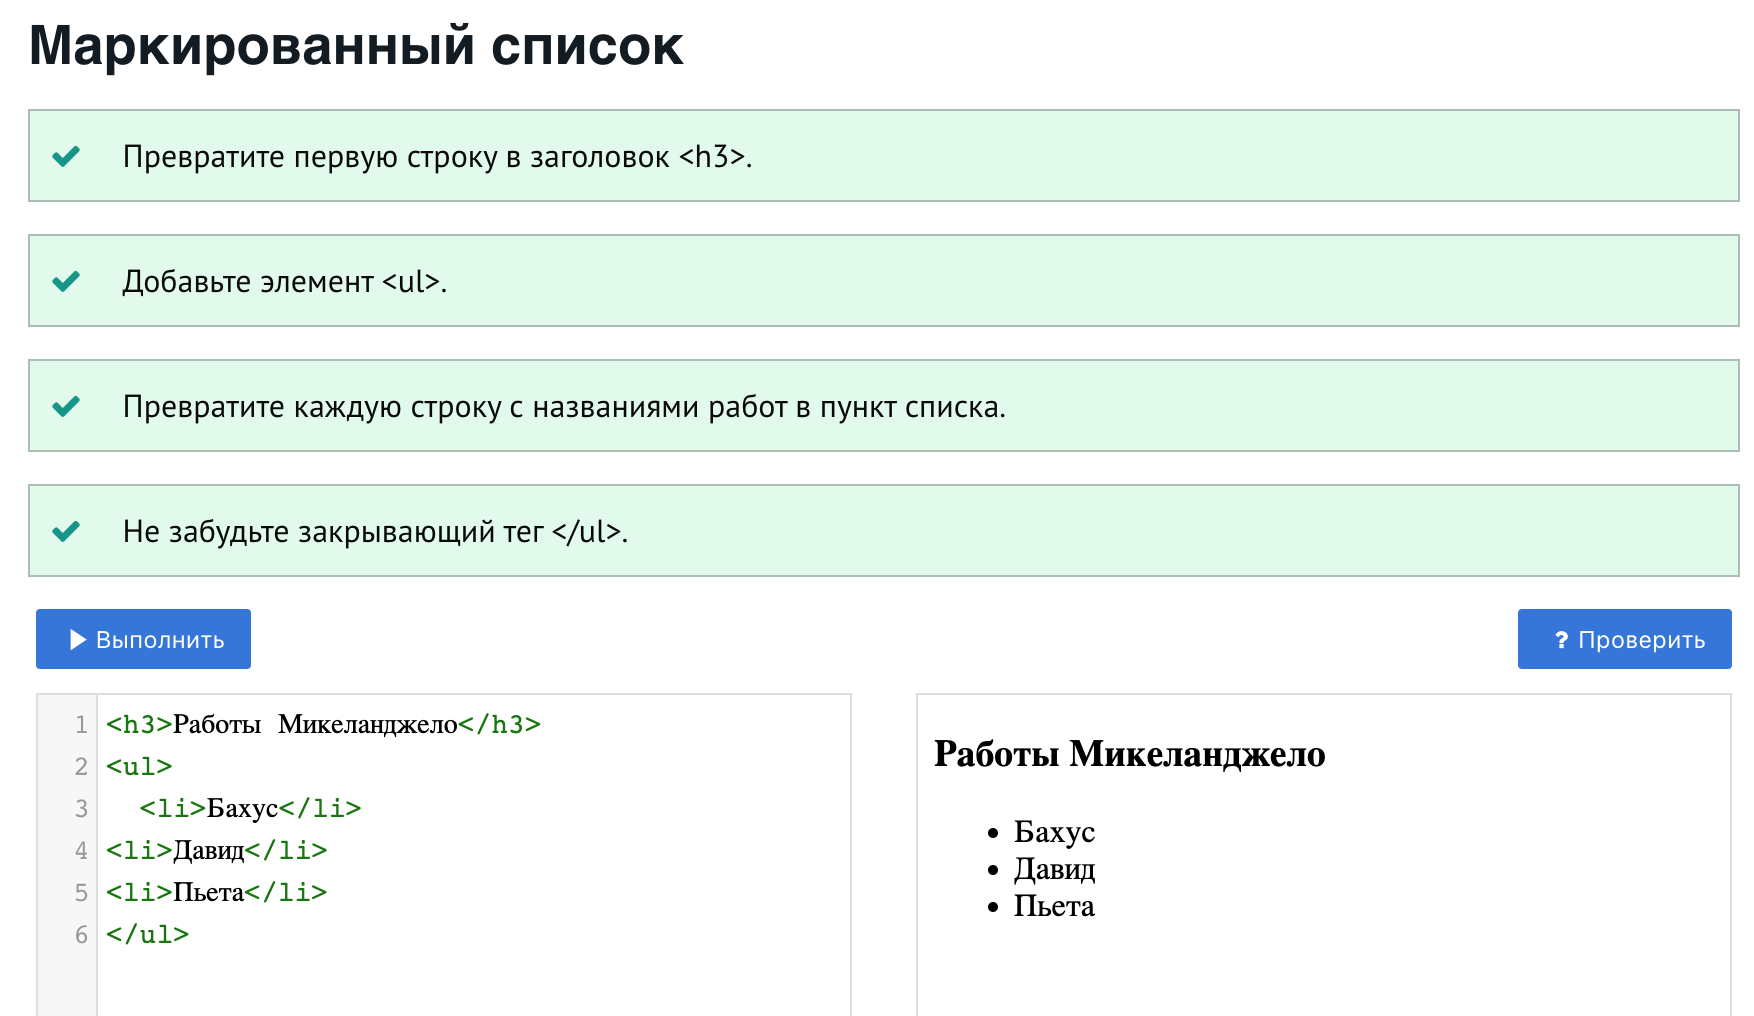 Маркированный список
Превратите первую строку в заголовок <h3>.
Добавьте элемент <ul>.
Превратите каждую строку с названиями работ в пункт списка.
Не забудьте закрывающий тег </ul>.
Выполнить
? Проверить
1 <h3>Работы Микеланджело</h3>
2 <ul>
3 <li>Бахус</li>
4 <li>Давид</li>
5 <li>Пьета</li>
6 </ul>
Работы Микеланджело
• Бахус
• Давид
• Пьета